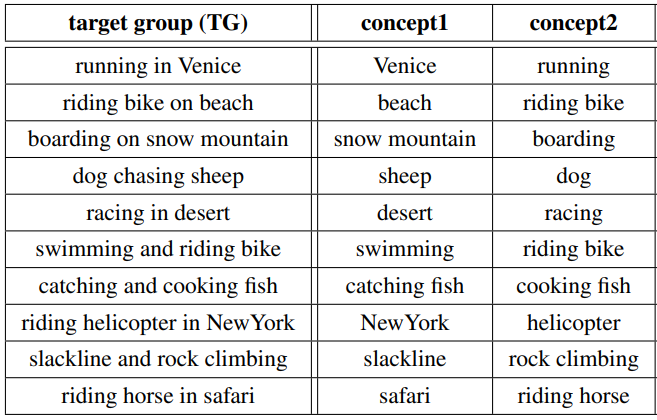 target group (TG) concept1 concept2
running in Venice Venice running
riding bike on beach beach riding bike
boarding on snow mountain snow mountain boarding
dog chasing sheep sheep dog
racing in desert desert racing
swimming and riding bike swimming riding bike
catching and cooking fish catching fish cooking fish
riding helicopter in NewYork NewYork helicopter
slackline and rock climbing slackline rock climbing
riding horse in safari safari riding horse